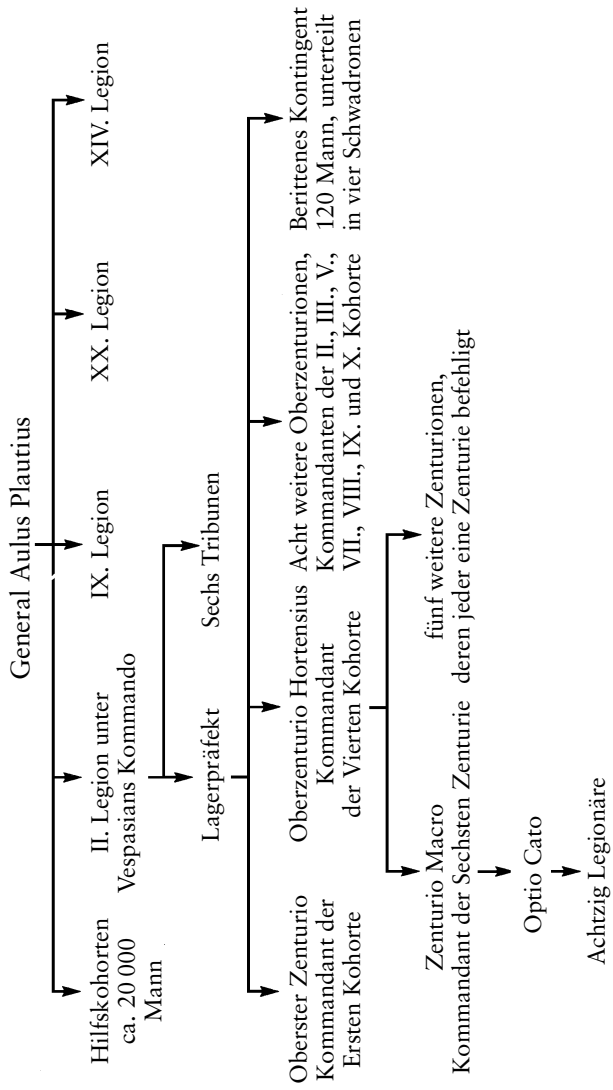 General Aulus Plautius
Hilfskohorten
ca. 20 000
Mann
II. Legion unter
Vespasians Kommando
IX. Legion
XX. Legion
XIV. Legion
Lagerpräfekt
Sechs Tribunen
Oberster Zenturio
Kommandant der
Ersten Kohorte
Oberzenturio Hortensius
Kommandant
der Vierten Kohorte
Acht weitere Oberzenturionen,
Kommandanten der II., III., V.,
VII., VIII., IX. und X. Kohorte
Berittenes Kontingent
120 Mann, unterteilt
in vier Schwadronen
Zenturio Macro
Kommandant der Sechsten Zenturie
fünf weitere Zenturionen,
deren jeder eine Zenturie befehligt
Optio Cato
Achtzig Legionäre